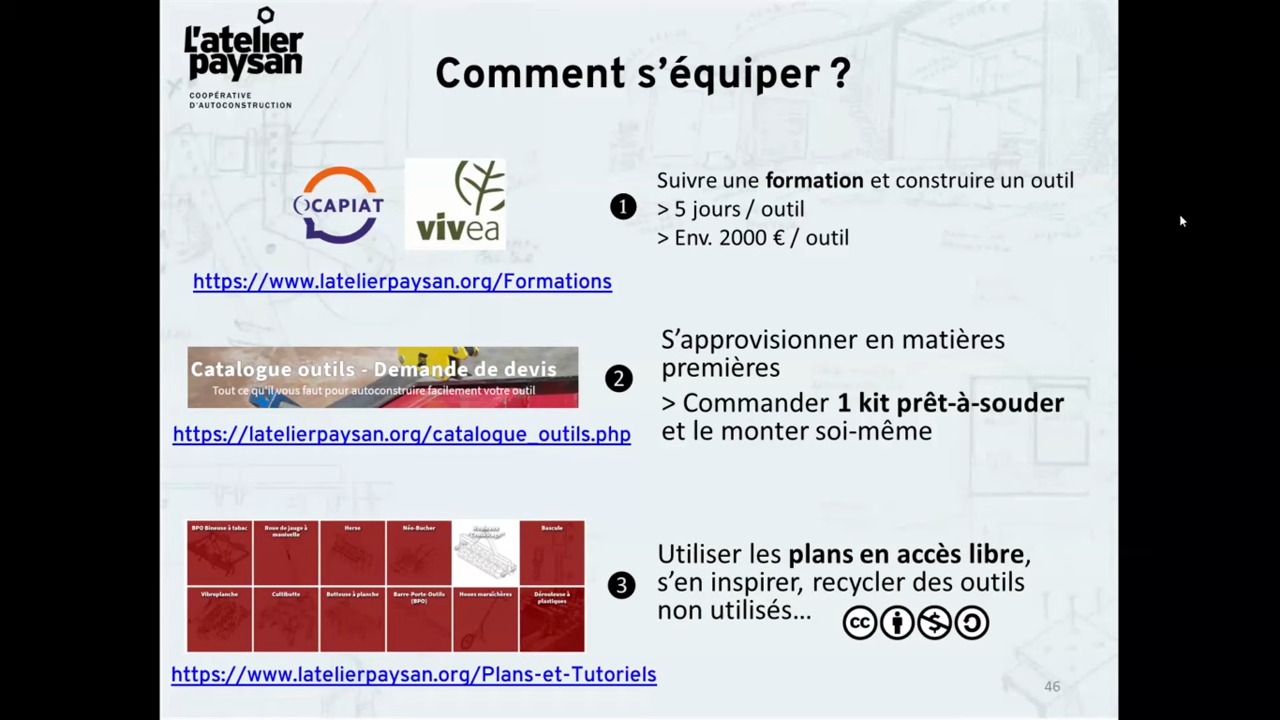 L'atelier
paysan
COOPÉRATIVE
D'AUTOCONSTRUCTION
Comment s'équiper ?
OCAPIAT
vivea
https://www.latelierpaysan.org/Formations
❶
Suivre une formation et construire un outil
> 5 jours / outil
> Env. 2000 € / outil
Catalogue outils - Demande de devis
Tout ce qu'il vous faut pour autoconstruire facilement votre outil
https://latelierpaysan.org/catalogue_outils.php
❷
S'approvisionner en matières
premières
> Commander 1 kit prêt-à-souder
et le monter soi-même
BPO Bineuse à tabac
Roue de jauge à
manivelle
Herse
Néo-Bucher
Rouleaux
Bascule
Vibroplanche
Cultibutte
Butteuse à planche
Barre-Porte-Outils
(BPO)
Houes maraîchères
Dérouleuse à
plastiques
https://www.latelierpaysan.org/Plans-et-Tutoriels
❸
Utiliser les plans en accès libre,
s'en inspirer, recycler des outils
non utilisés...
cc
46